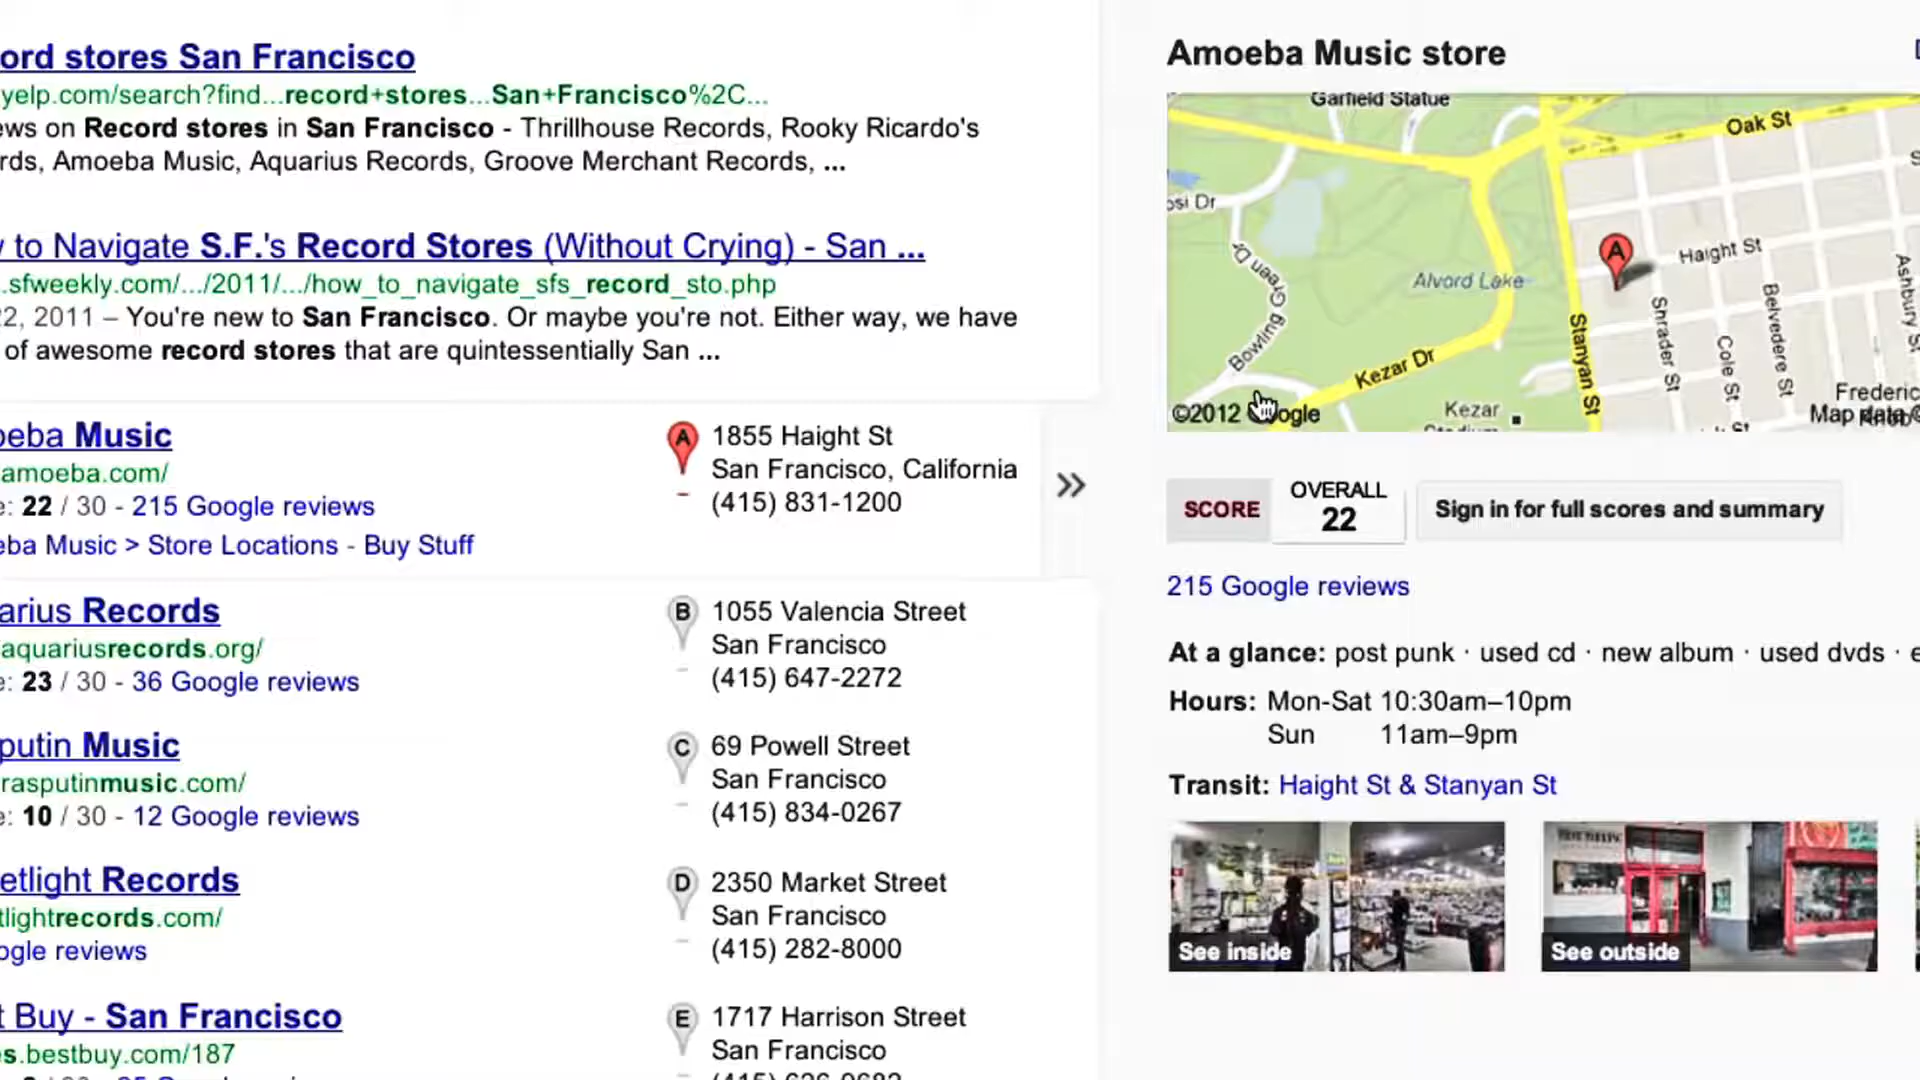 ord stores San Francisco
yelp.com/search?find...record+stores...San+Francisco%2C...
ews on Record stores in San Francisco - Thrillhouse Records, Rooky Ricardo's
rds, Amoeba Music, Aquarius Records, Groove Merchant Records, ...
to Navigate S.F.'s Record Stores (Without Crying) - San ...
.sfweekly.com/.../2011/.../how_to_navigate_sfs_record_sto.php
22, 2011 – You're new to San Francisco. Or maybe you're not. Either way, we have
of awesome record stores that are quintessentially San ...
oeba Music
amoeba.com/
e: 22 / 30 - 215 Google reviews
eba Music > Store Locations - Buy Stuff
A
1855 Haight St
San Francisco, California
(415) 831-1200
»
arius Records
aquariusrecords.org/
e: 23 / 30 - 36 Google reviews
B
1055 Valencia Street
San Francisco
(415) 647-2272
putin Music
rasputinmusic.com/
e: 10 / 30 - 12 Google reviews
C
69 Powell Street
San Francisco
(415) 834-0267
etlight Records
tlightrecords.com/
ogle reviews
D
2350 Market Street
San Francisco
(415) 282-8000
t Buy - San Francisco
s.bestbuy.com/187
E
1717 Harrison Street
San Francisco
Amoeba Music store
Garfield Statue
Oak St
osi Dr
Bowling Green Dr
Alvord Lake
A
Haight St
Stanyan St
Shrader St
Cole St
Belvedere St
Ashbury St
Kezar Dr
Kezar
Stadium
Frederic
©2012 Google
Map data ©
SCORE
OVERALL
22
Sign in for full scores and summary
215 Google reviews
At a glance: post punk · used cd · new album · used dvds · e
Hours: Mon-Sat 10:30am–10pm
Sun 11am–9pm
Transit: Haight St & Stanyan St
See inside
See outside